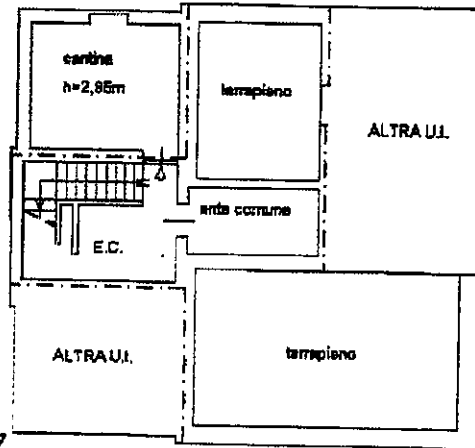 cantina
h=2,85m
terrapieno
ALTRA U.I.
ente comune
E.C.
ALTRA U.I.
terrapieno